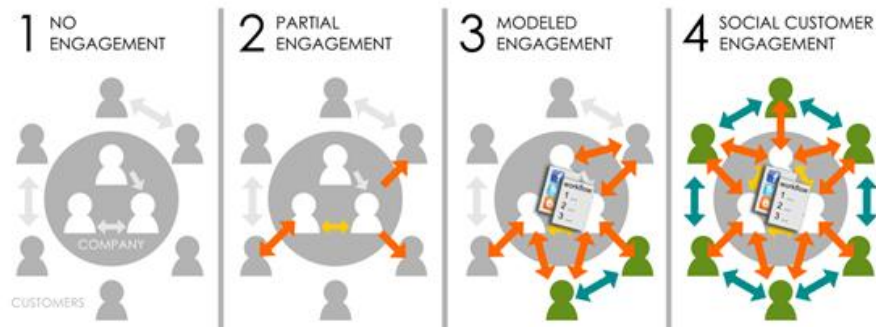 1 NO
ENGAGEMENT
COMPANY
CUSTOMERS
2 PARTIAL
ENGAGEMENT
3 MODELED
ENGAGEMENT
workflow
1 ...
2 ...
3 ...
4 SOCIAL CUSTOMER
ENGAGEMENT
workflow
1 ...
2 ...
3 ...